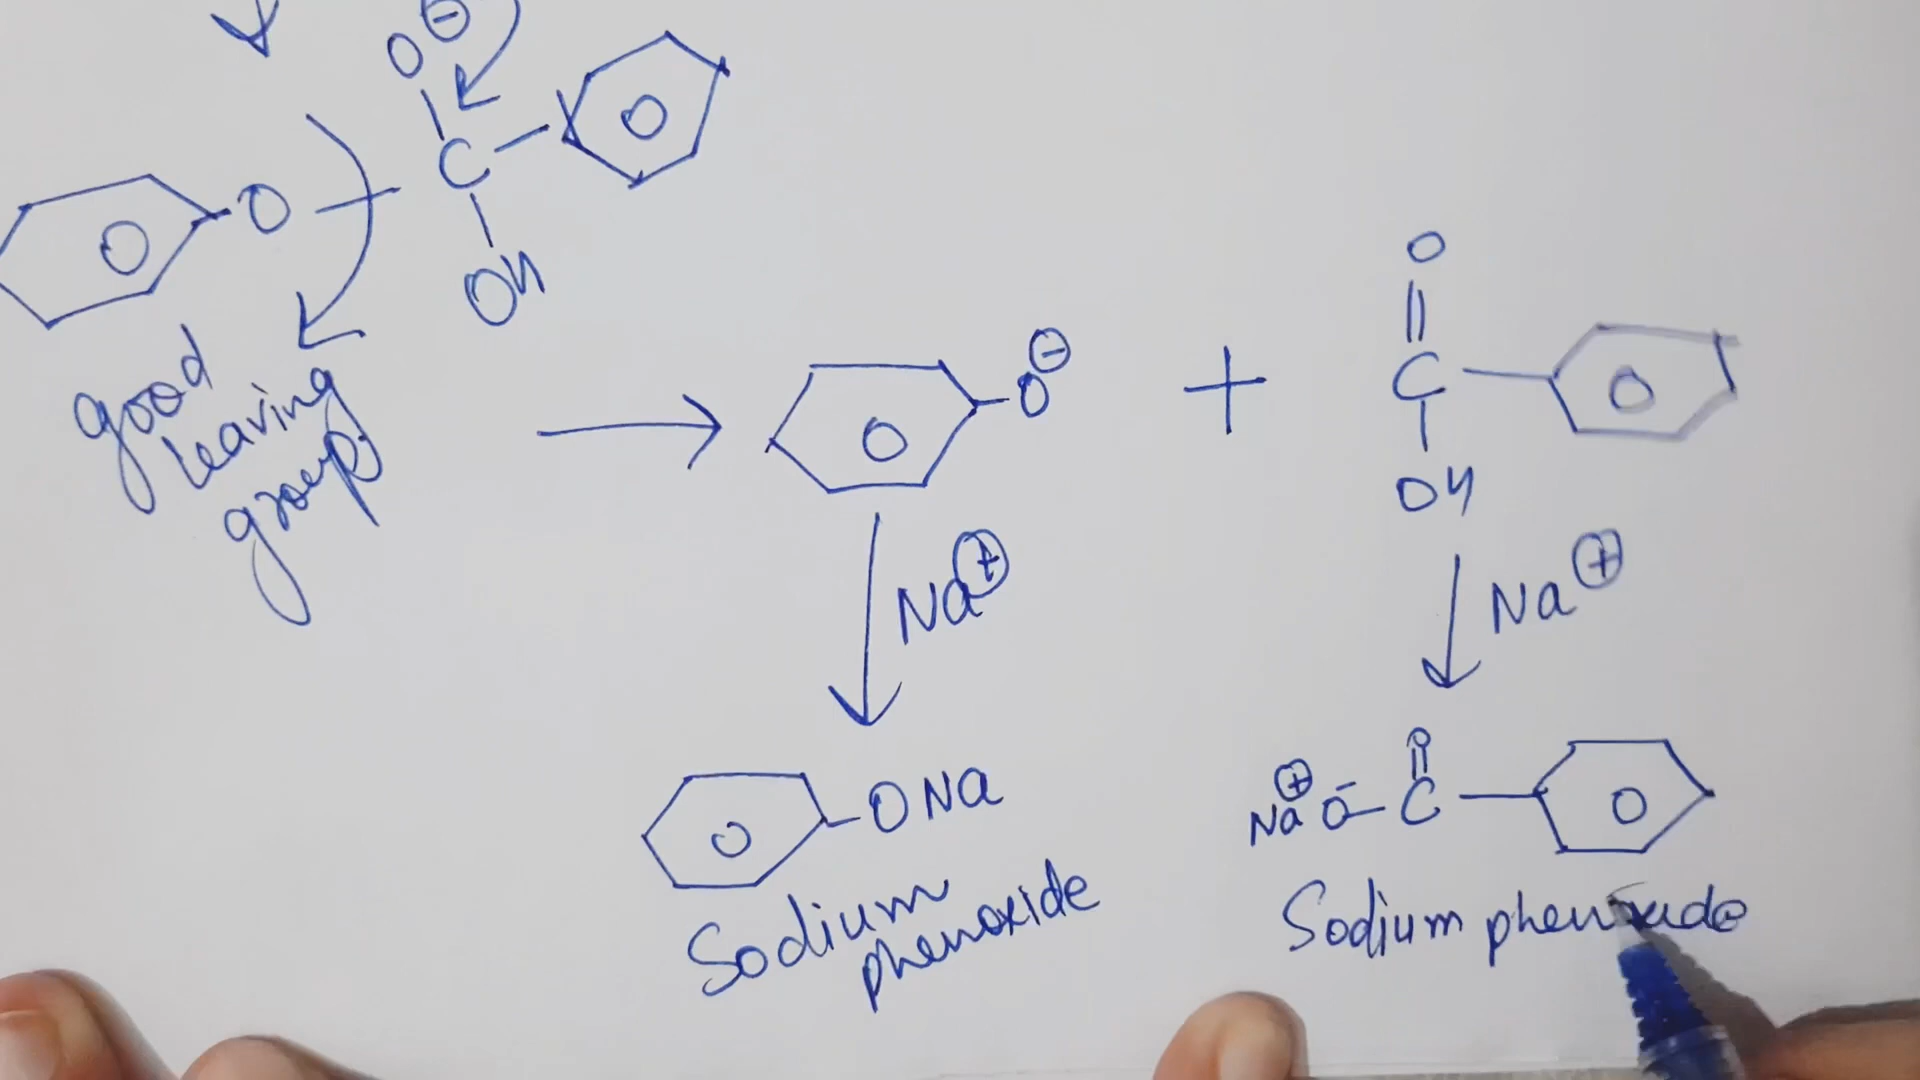 O ⊖
C
O
O
O
OH
good
leaving
group
O
O ⊖
+
O
C
O
OH
Na⊕
Na⊕
O
ONa
Na⊕ O⁻
O
C
O
Sodium
phenoxide
Sodium